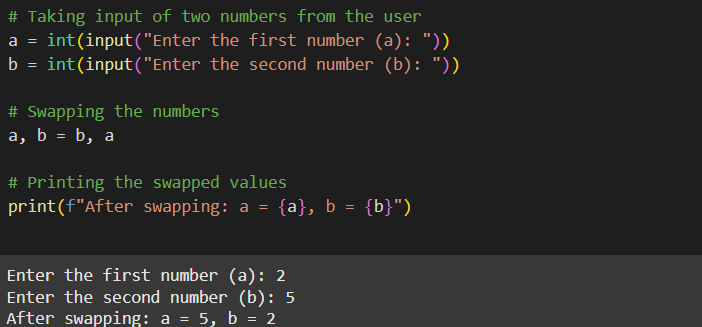 # Taking input of two numbers from the user
a = int(input("Enter the first number (a): "))
b = int(input("Enter the second number (b): "))
# Swapping the numbers
a, b = b, a
# Printing the swapped values
print(f"After swapping: a = {a}, b = {b}")
Enter the first number (a): 2
Enter the second number (b): 5
After swapping: a = 5, b = 2